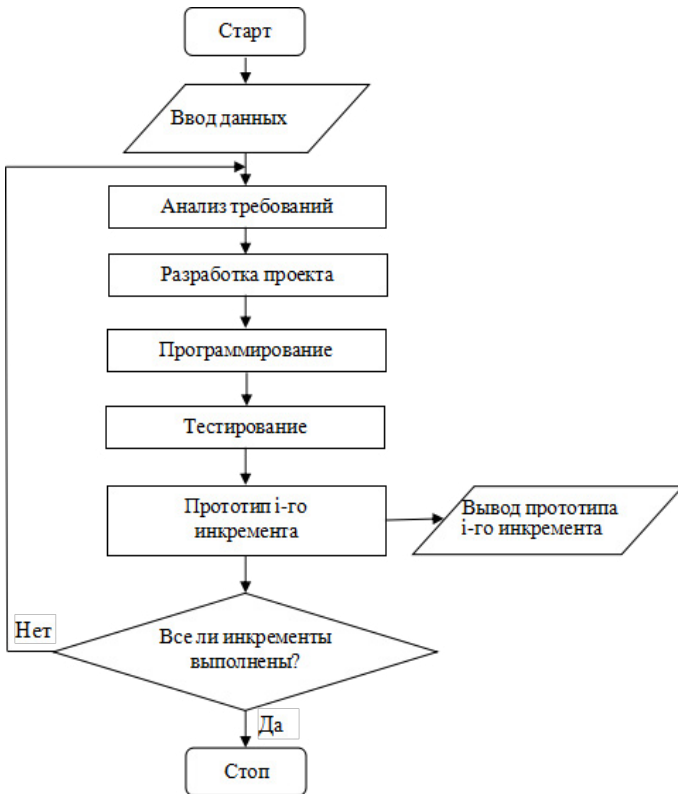 Старт
Ввод данных
Анализ требований
Разработка проекта
Программирование
Тестирование
Прототип i-го
инкремента
Вывод прототипа
i-го инкремента
Нет
Все ли инкременты
выполнены?
Да
Стоп